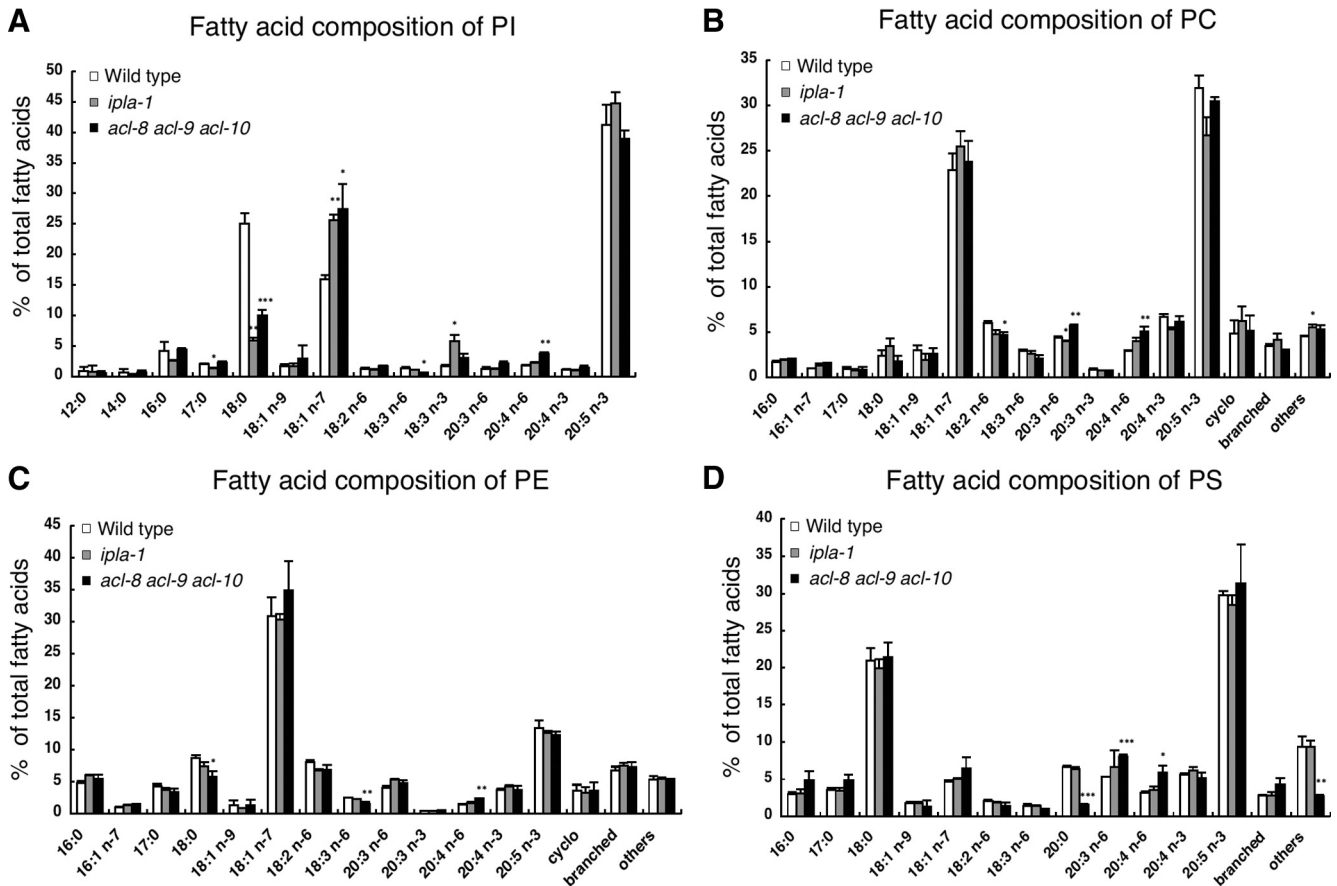 A
Fatty acid composition of PI
% of total fatty acids
50
45
40
35
30
25
20
15
10
5
0
Wild type
ipla-1
acl-8 acl-9 acl-10
*
**
***
**
*
*
*
**
12:0
14:0
16:0
17:0
18:0
18:1 n-9
18:1 n-7
18:2 n-6
18:3 n-6
18:3 n-3
20:3 n-6
20:4 n-6
20:4 n-3
20:5 n-3
B
Fatty acid composition of PC
% of total fatty acids
35
30
25
20
15
10
5
0
Wild type
ipla-1
acl-8 acl-9 acl-10
*
*
**
**
*
16:0
16:1 n-7
17:0
18:0
18:1 n-9
18:1 n-7
18:2 n-6
18:3 n-6
20:3 n-6
20:3 n-3
20:4 n-6
20:4 n-3
20:5 n-3
cyclo
branched
others
C
Fatty acid composition of PE
% of total fatty acids
45
40
35
30
25
20
15
10
5
0
Wild type
ipla-1
acl-8 acl-9 acl-10
*
**
**
16:0
16:1 n-7
17:0
18:0
18:1 n-9
18:1 n-7
18:2 n-6
18:3 n-6
20:3 n-6
20:3 n-3
20:4 n-6
20:4 n-3
20:5 n-3
cyclo
branched
others
D
Fatty acid composition of PS
% of total fatty acids
40
35
30
25
20
15
10
5
0
Wild type
ipla-1
acl-8 acl-9 acl-10
***
***
*
**
16:0
17:0
18:0
18:1 n-9
18:1 n-7
18:2 n-6
18:3 n-6
20:0
20:3 n-6
20:4 n-6
20:4 n-3
20:5 n-3
branched
others